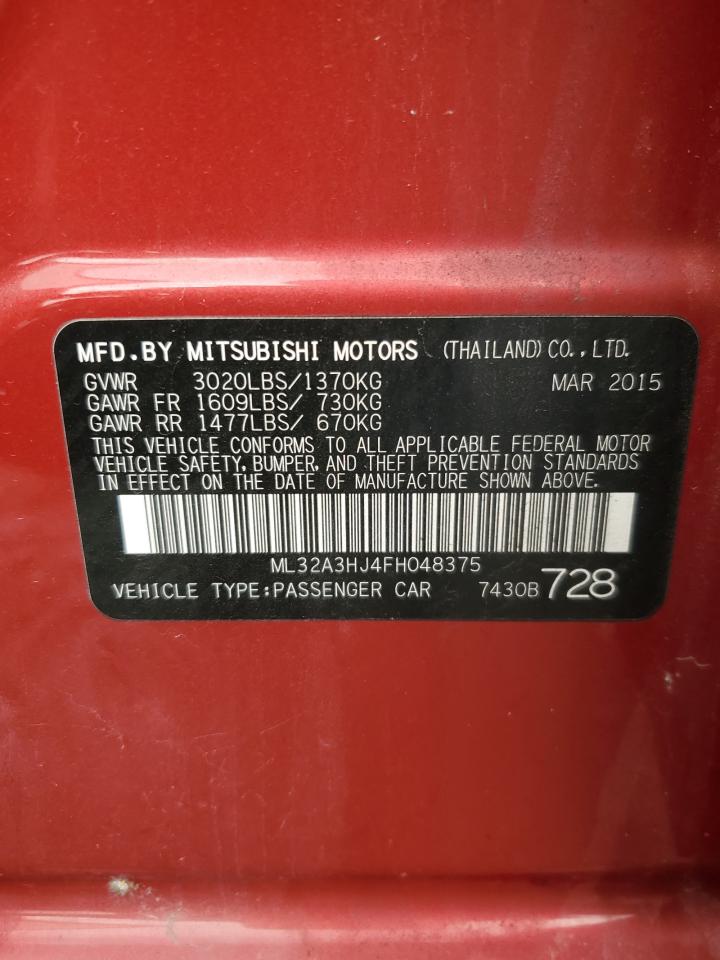 MFD.BY MITSUBISHI MOTORS (THAILAND)CO.,LTD.
GVWR 3020LBS/1370KG MAR 2015
GAWR FR 1609LBS/ 730KG
GAWR RR 1477LBS/ 670KG
THIS VEHICLE CONFORMS TO ALL APPLICABLE FEDERAL MOTOR
VEHICLE SAFETY, BUMPER, AND THEFT PREVENTION STANDARDS
IN EFFECT ON THE DATE OF MANUFACTURE SHOWN ABOVE.
ML32A3HJ4FH048375
VEHICLE TYPE:PASSENGER CAR 7430B 728